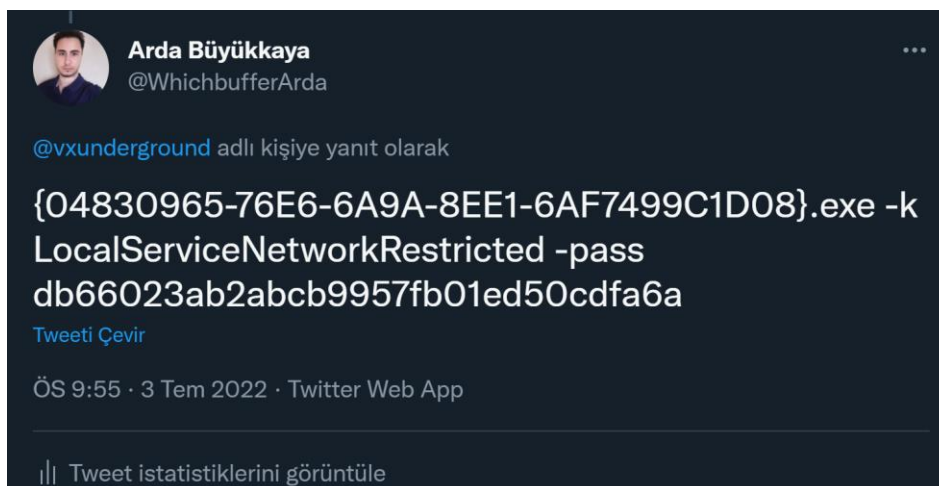 Arda Büyükkaya
@WhichbufferArda
@vxunderground adlı kişiye yanıt olarak
{04830965-76E6-6A9A-8EE1-6AF7499C1D08}.exe -k
LocalServiceNetworkRestricted -pass
db66023ab2abcb9957fb01ed50cdfa6a
Tweeti Çevir
ÖS 9:55 · 3 Tem 2022 · Twitter Web App
Tweet istatistiklerini görüntüle